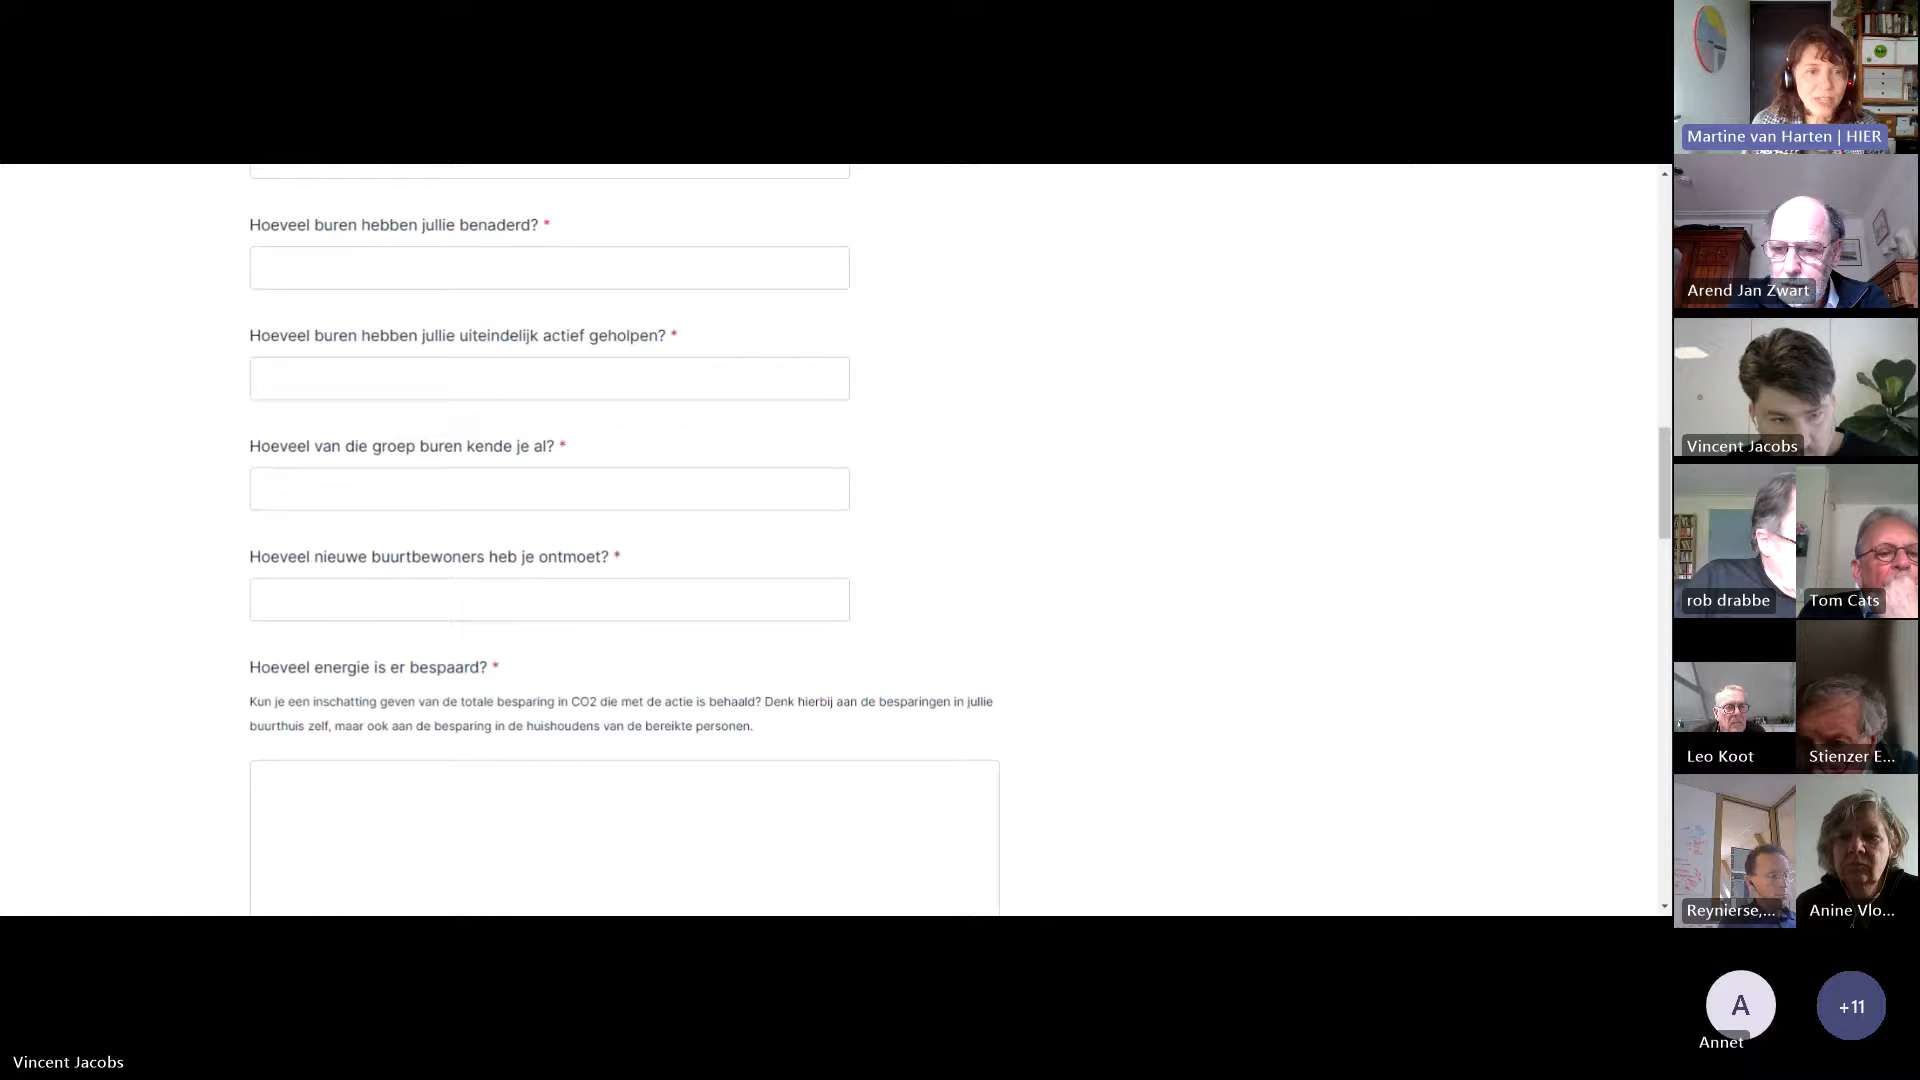 Hoeveel buren hebben jullie benaderd? *
Hoeveel buren hebben jullie uiteindelijk actief geholpen? *
Hoeveel van die groep buren kende je al? *
Hoeveel nieuwe buurtbewoners heb je ontmoet? *
Hoeveel energie is er bespaard? *
Kun je een inschatting geven van de totale besparing in CO2 die met de actie is behaald? Denk hierbij aan de besparingen in jullie
buurthuis zelf, maar ook aan de besparing in de huishoudens van de bereikte personen.
Martine van Harten | HIER
Arend Jan Zwart
Vincent Jacobs
rob drabbe
Tom Cats
Leo Koot
Stienzer E...
Reynierse,...
Anine Vlo...
A
+11
Annet
Vincent Jacobs